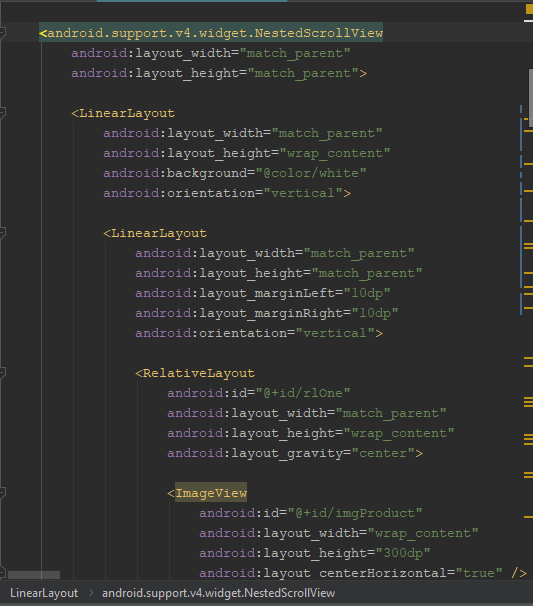 <android.support.v4.widget.NestedScrollView
android:layout_width="match_parent"
android:layout_height="match_parent">
<LinearLayout
android:layout_width="match_parent"
android:layout_height="wrap_content"
android:background="@color/white"
android:orientation="vertical">
<LinearLayout
android:layout_width="match_parent"
android:layout_height="match_parent"
android:layout_marginLeft="10dp"
android:layout_marginRight="10dp"
android:orientation="vertical">
<RelativeLayout
android:id="@+id/rlOne"
android:layout_width="match_parent"
android:layout_height="wrap_content"
android:layout_gravity="center">
<ImageView
android:id="@+id/imgProduct"
android:layout_width="wrap_content"
android:layout_height="300dp"
android:layout_centerHorizontal="true" />
LinearLayout › android.support.v4.widget.NestedScrollView